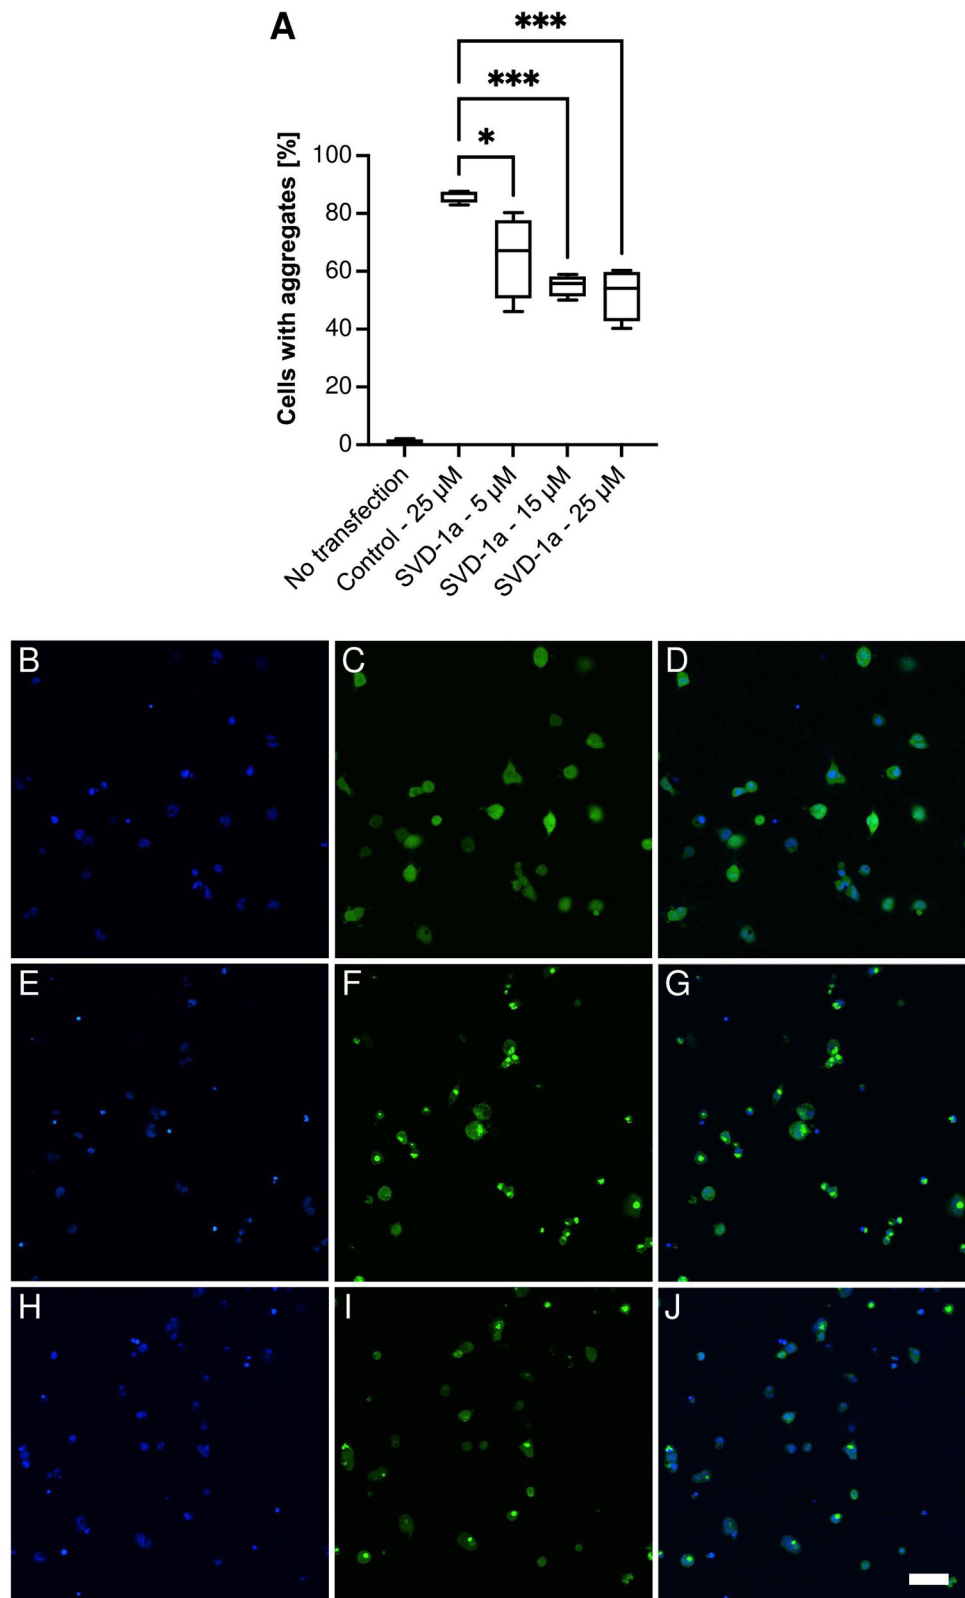 A
***
***
*
Cells with aggregates [%]
100
80
60
40
20
0
No transfection
Control - 25 µM
SVD-1a - 5 µM
SVD-1a - 15 µM
SVD-1a - 25 µM
B
C
D
E
F
G
H
I
J